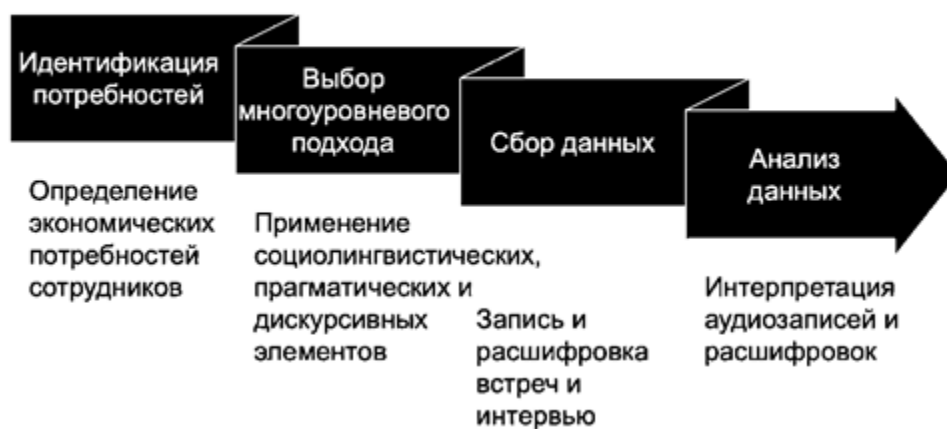 Идентификация
потребностей
Определение
экономических
потребностей
сотрудников
Выбор
многоуровневого
подхода
Применение
социолингвистических,
прагматических и
дискурсивных
элементов
Сбор данных
Запись и
расшифровка
встреч и
интервью
Анализ
данных
Интерпретация
аудиозаписей и
расшифровок